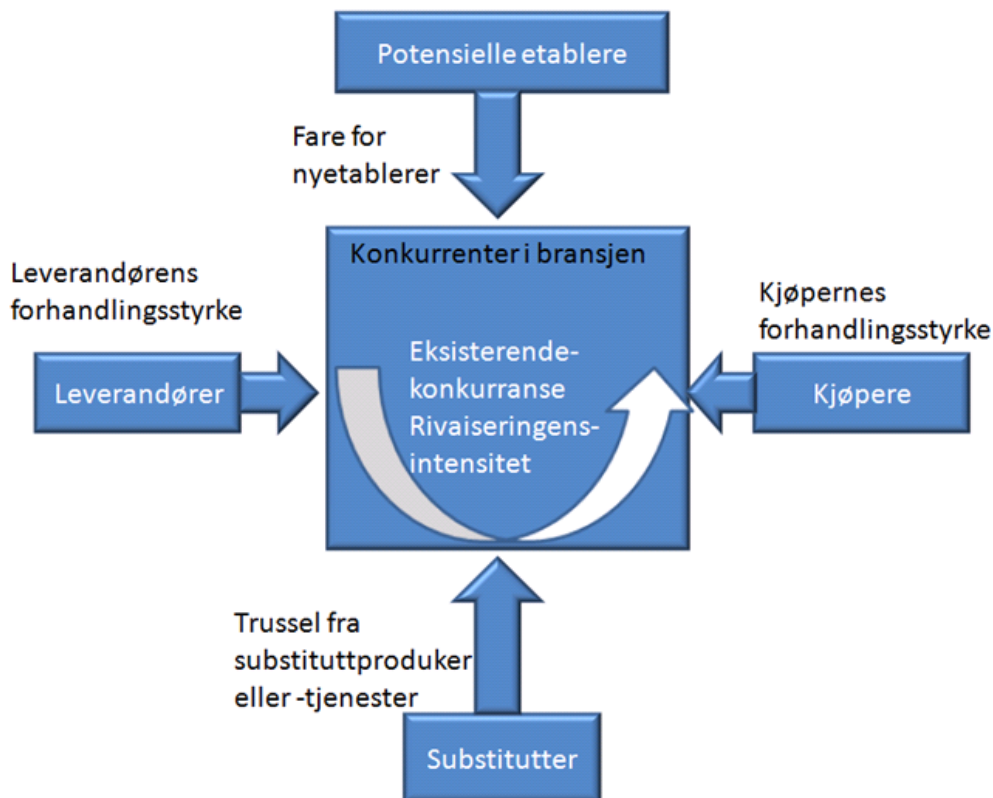 Potensielle etablere
Fare for
nyetablerer
Konkurrenter i bransjen
Leverandørens
forhandlingsstyrke
Kjøpernes
forhandlingsstyrke
Leverandører
Eksisterende-
konkurranse
Rivaiseringens-
intensitet
Kjøpere
Trussel fra
substituttproduker
eller -tjenester
Substitutter